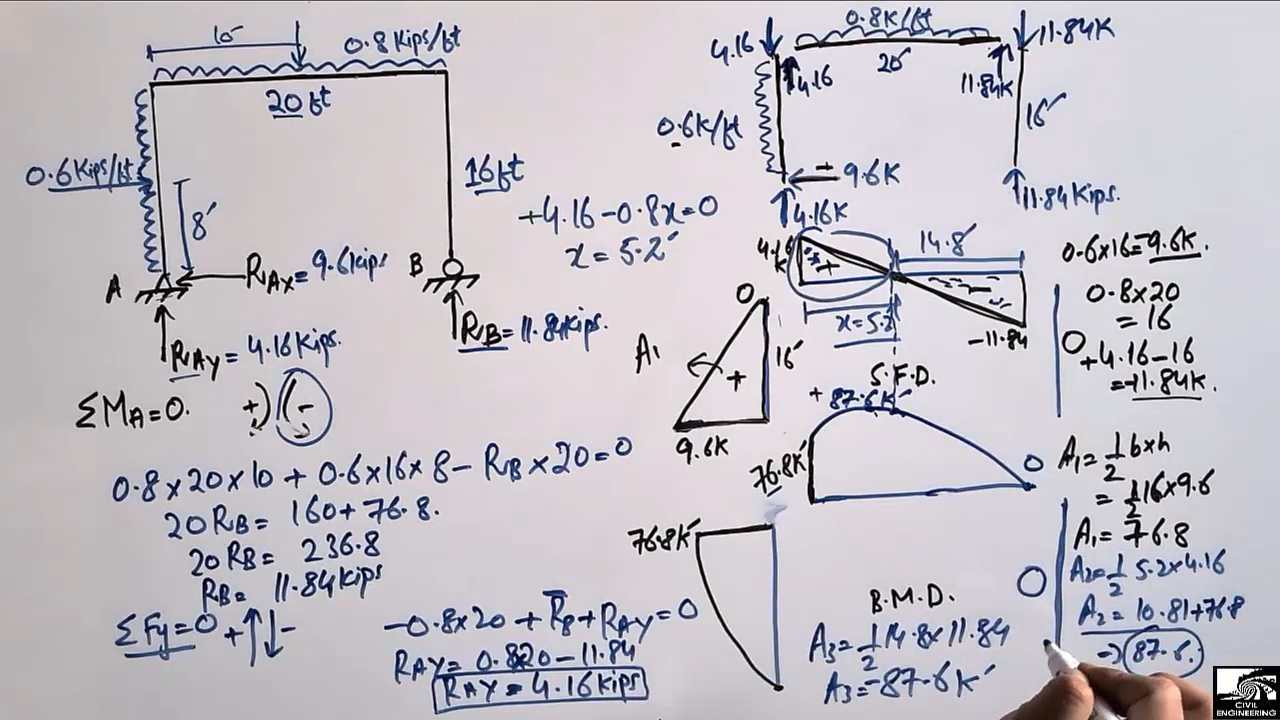 10′
0.8 Kips/ft
20 ft
0.6 Kips/ft
8′
16 ft
A
RAX = 9.6 kips
B
RAY = 4.16 Kips.
RB = 11.84 kips.
ΣMA = 0. +) (-
0.8 x 20 x 10 + 0.6 x 16 x 8 - RB x 20 = 0
20 RB = 160 + 76.8.
20 RB = 236.8
RB = 11.84 kips
ΣFy = 0 + ↑↓ -
-0.8 x 20 + RB + RAY = 0
RAY = 0.820 - 11.84
RAY = 4.16 kips
+4.16 - 0.8x = 0
x = 5.2′
4.16
0.8 K/ft
11.84K
4.16
20′
11.84K
0.6K/ft
16′
9.6K
4.16K
11.84 Kips.
4.16 K
+
14.8′
x = 5.2′
-11.84
S.F.D.
0
A1
16′
+
9.6K
+ 87.6 K′
76.8K′
0
76.8K′
0
B.M.D.
A3 = 1/2 14.8 x 11.84
A3 = -87.6 K′
0.6 x 16 = 9.6K.
0.8 x 20
= 16
0
+4.16 - 16
= -11.84K.
A1 = 1/2 b x h
= 1/2 16 x 9.6
A1 = 76.8
A2 = 1/2 5.2 x 4.16
A2 = 10.81 + 76.8
=> 87.6.
CIVIL
ENGINEERING